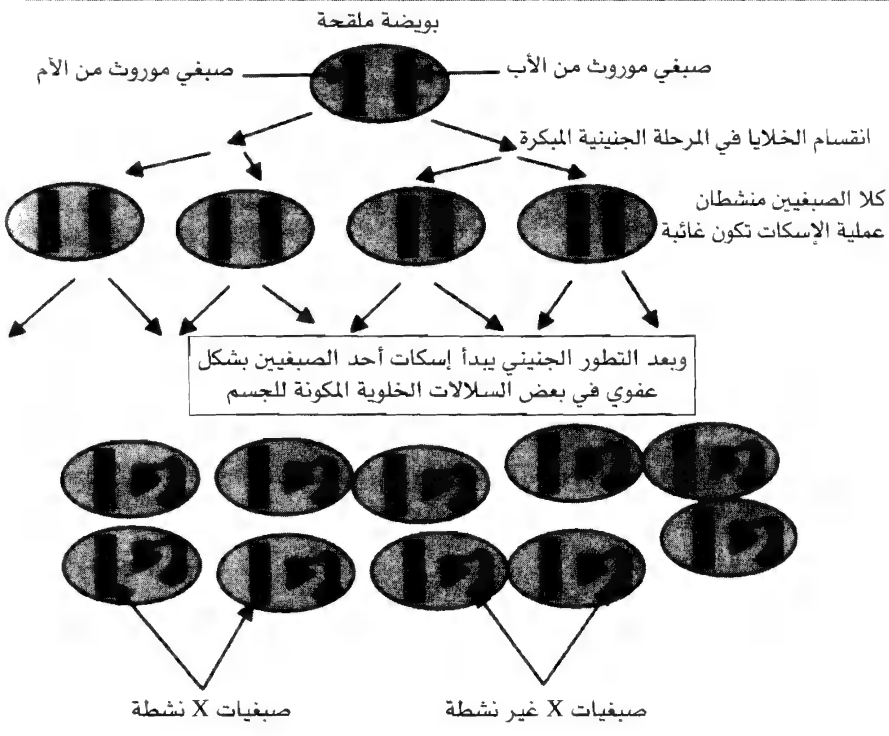 بويضة ملقحة
صبغي موروث من الأب
صبغي موروث من الأم
انقسام الخلايا في المرحلة الجنينية المبكرة
كلا الصبغيين منشطان
عملية الإسكات تكون غائبة
وبعد التطور الجنيني يبدأ إسكات أحد الصبغيين بشكل
عفوي في بعض السلالات الخلوية المكونة للجسم
صبغيات X غير نشطة
صبغيات X نشطة